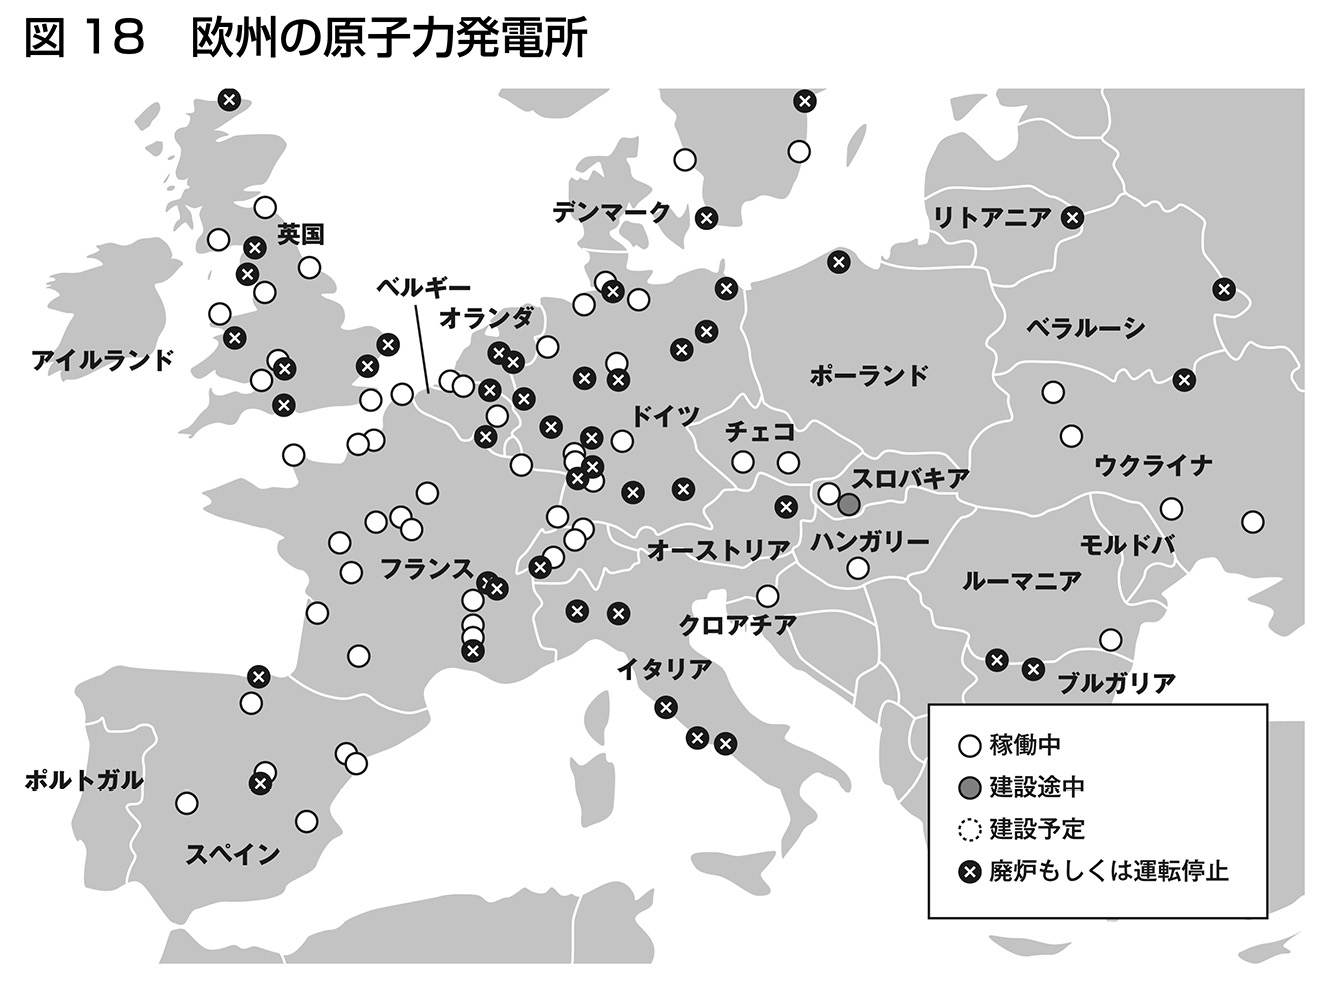 図 18　欧州の原子力発電所
デンマーク
リトアニア
英国
ベルギー
オランダ
ベラルーシ
アイルランド
ポーランド
ドイツ
チェコ
ウクライナ
スロバキア
オーストリア
ハンガリー
モルドバ
フランス
ルーマニア
クロアチア
イタリア
ブルガリア
ポルトガル
スペイン
稼働中
建設途中
建設予定
廃炉もしくは運転停止